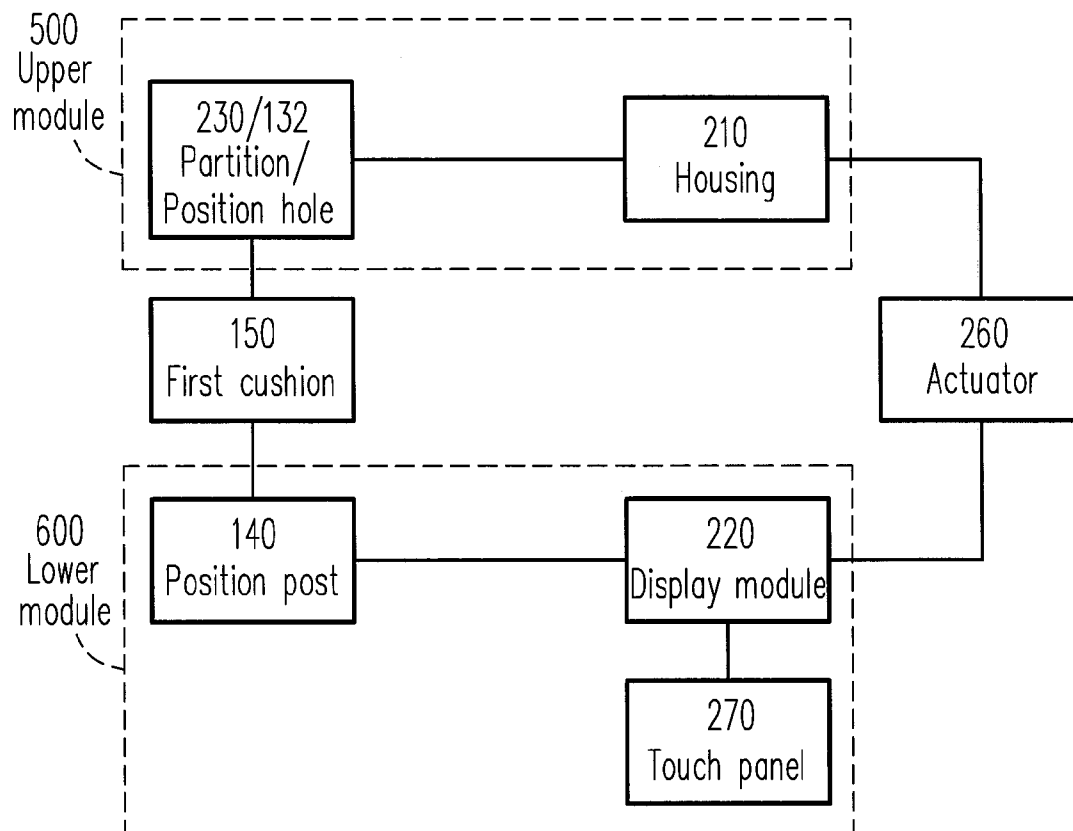 500
Upper
module
230/132
Partition/
Position hole
210
Housing
150
First cushion
260
Actuator
600
Lower
module
140
Position post
220
Display module
270
Touch panel